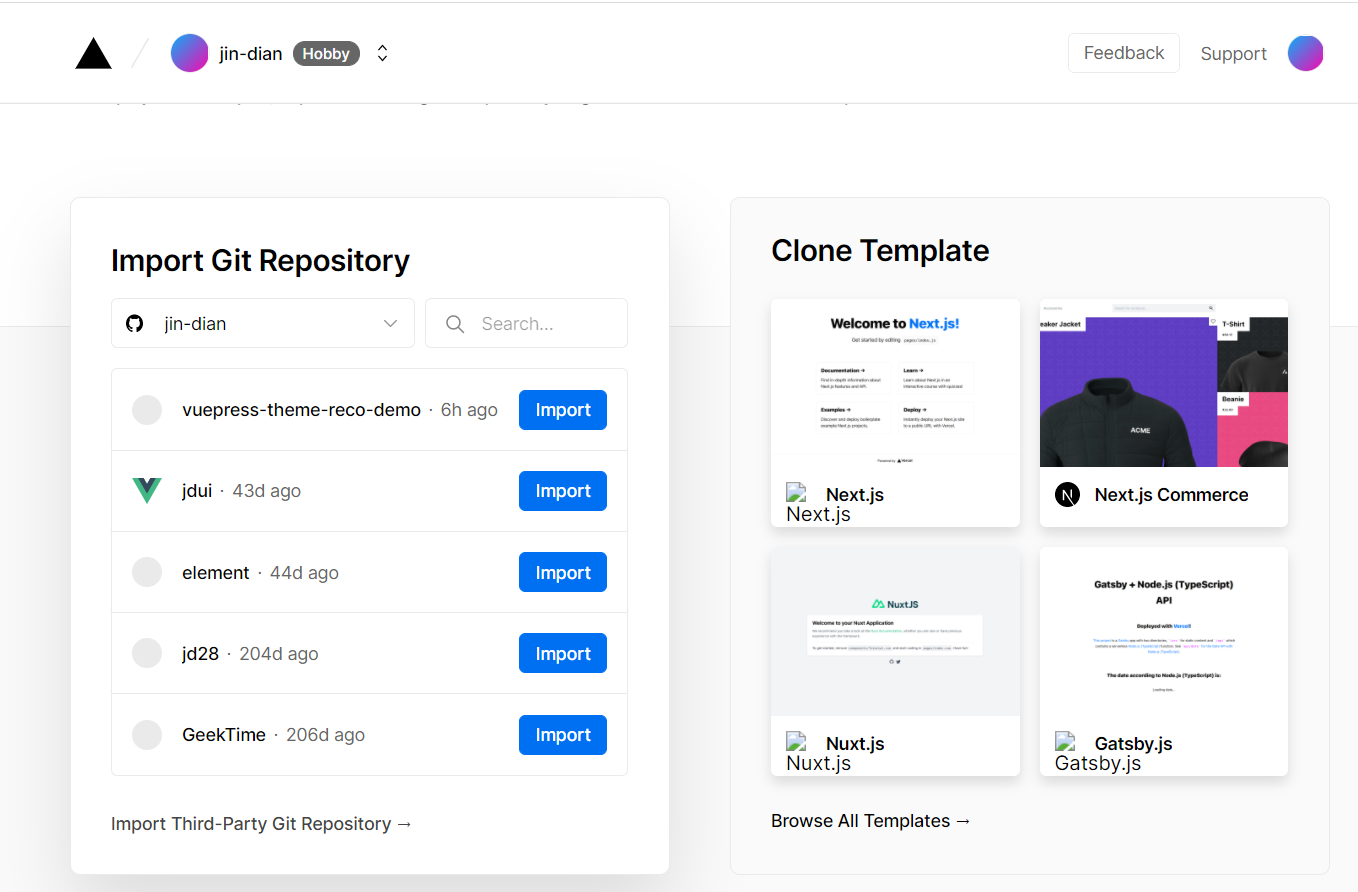 jin-dian Hobby
Feedback Support
Import Git Repository
jin-dian
Search...
vuepress-theme-reco-demo · 6h ago Import
jdui · 43d ago Import
element · 44d ago Import
jd28 · 204d ago Import
GeekTime · 206d ago Import
Import Third-Party Git Repository →
Clone Template
Welcome to Next.js!
Get started by editing pages/index.js
Documentation →
Find in-depth information about
Next.js features and API.
Learn →
Learn about Next.js in an
interactive course with quizzes!
Examples →
Discover and deploy boilerplate
example Next.js projects.
Deploy →
Instantly deploy your Next.js site
to a public URL with Vercel.
Powered by Vercel
Next.js
Next.js
eaker Jacket
T-Shirt
Beanie
ACME
N Next.js Commerce
NuxtJS
Welcome to your Nuxt Application
Nuxt.js
Nuxt.js
Gatsby + Node.js (TypeScript)
API
Deployed with Vercel!
The date according to Node.js (TypeScript) is:
Loading date...
Gatsby.js
Gatsby.js
Browse All Templates →